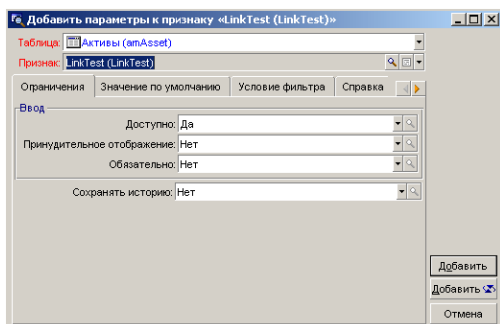 Добавить параметры к признаку «LinkTest (LinkTest)»
Таблица: Активы (amAsset)
Признак: LinkTest (LinkTest)
Ограничения Значение по умолчанию Условие фильтра Справка
Ввод
Доступно: Да
Принудительное отображение: Нет
Обязательно: Нет
Сохранять историю: Нет
Добавить
Добавить
Отмена